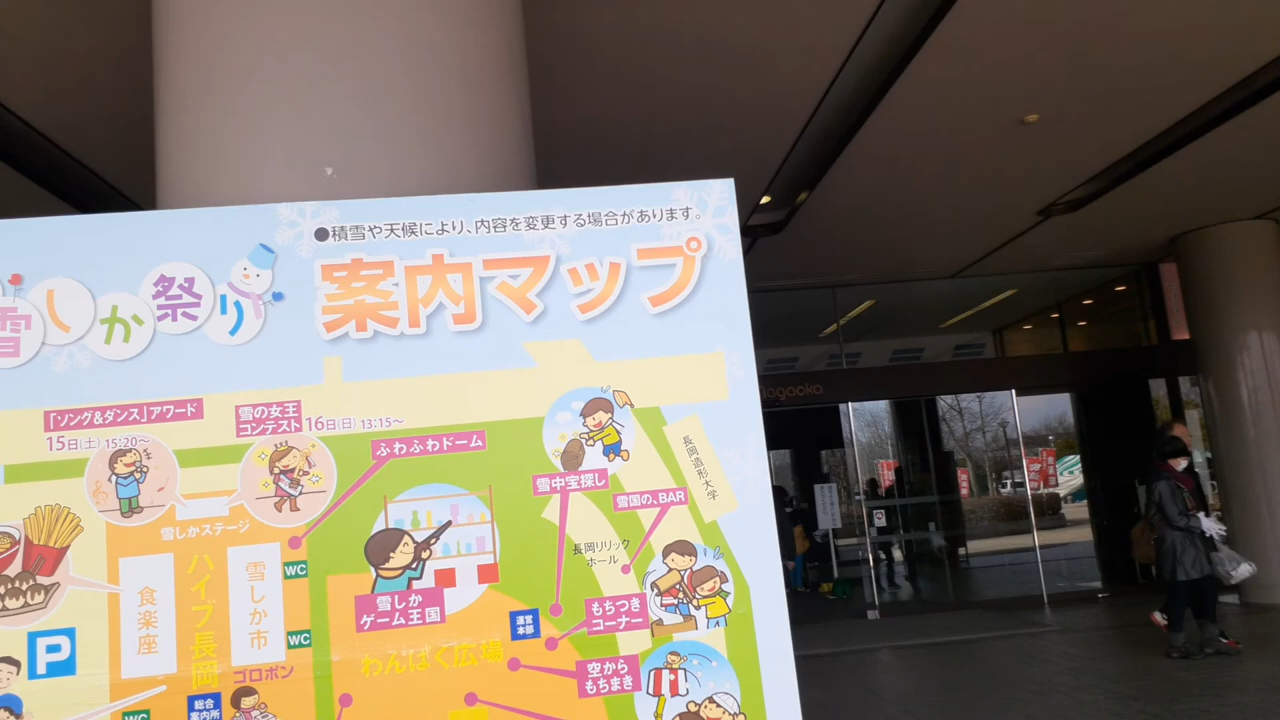 ●積雪や天候により、内容を変更する場合があります。
雪しか祭り
案内マップ
「ソング&ダンス」アワード
15日(土) 15:20~
雪の女王
コンテスト
16日(日) 13:15~
ふわふわドーム
雪中宝探し
雪国の、BAR
長岡造形大学
長岡リリック
ホール
雪しかステージ
食楽座
ハイブ長岡
雪しか市
WC
WC
雪しか
ゲーム王国
運営
本部
もちつき
コーナー
わんぱく広場
空から
もちまき
P
ゴロポン
総合
案内所
WC
Nagaoka